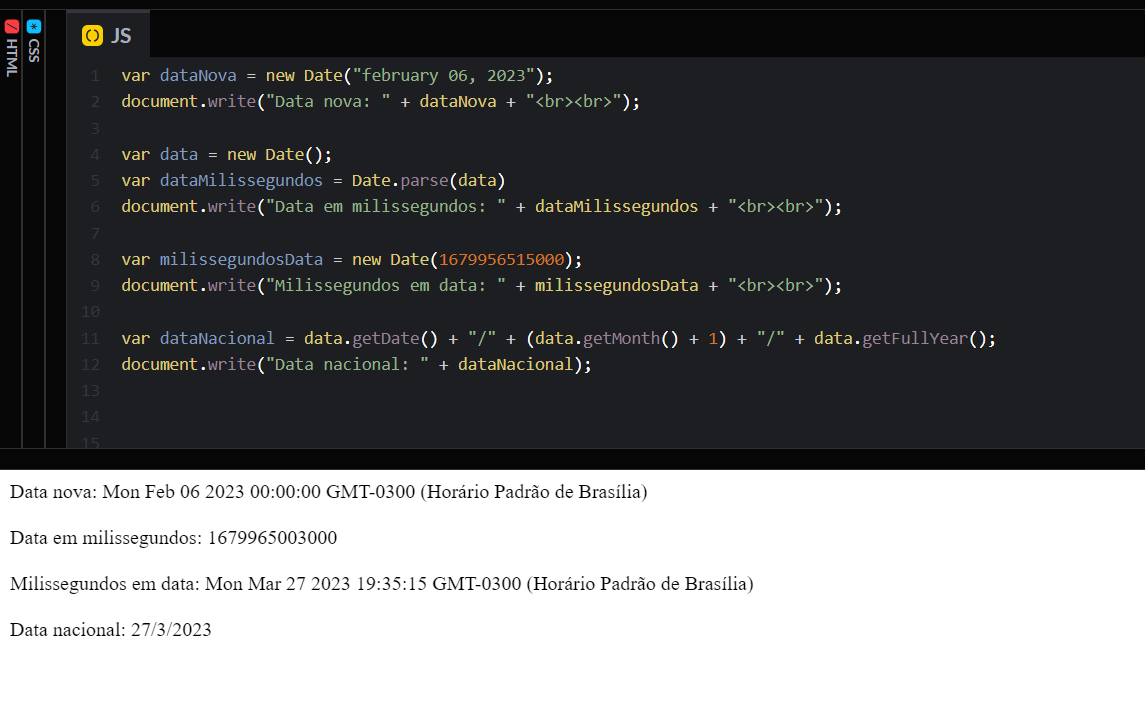 HTML
CSS
JS
1 var dataNova = new Date("february 06, 2023");
2 document.write("Data nova: " + dataNova + "<br><br>");
3
4 var data = new Date();
5 var dataMilissegundos = Date.parse(data)
6 document.write("Data em milissegundos: " + dataMilissegundos + "<br><br>");
7
8 var milissegundosData = new Date(1679956515000);
9 document.write("Milissegundos em data: " + milissegundosData + "<br><br>");
10
11 var dataNacional = data.getDate() + "/" + (data.getMonth() + 1) + "/" + data.getFullYear();
12 document.write("Data nacional: " + dataNacional);
13
14
15
Data nova: Mon Feb 06 2023 00:00:00 GMT-0300 (Horário Padrão de Brasília)
Data em milissegundos: 1679965003000
Milissegundos em data: Mon Mar 27 2023 19:35:15 GMT-0300 (Horário Padrão de Brasília)
Data nacional: 27/3/2023